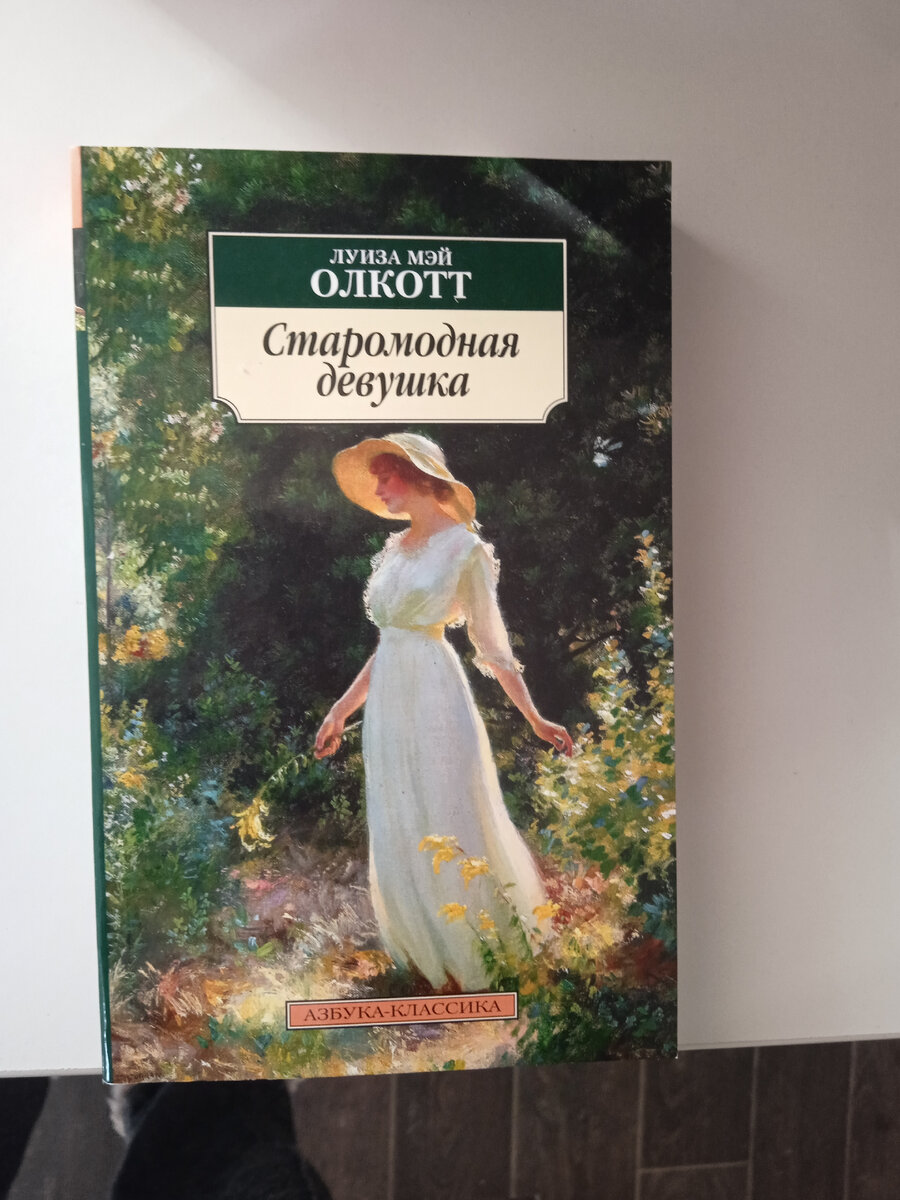 ЛУИЗА МЭЙ
ОЛКОТТ
Старомодная
девушка
АЗБУКА-КЛАССИКА